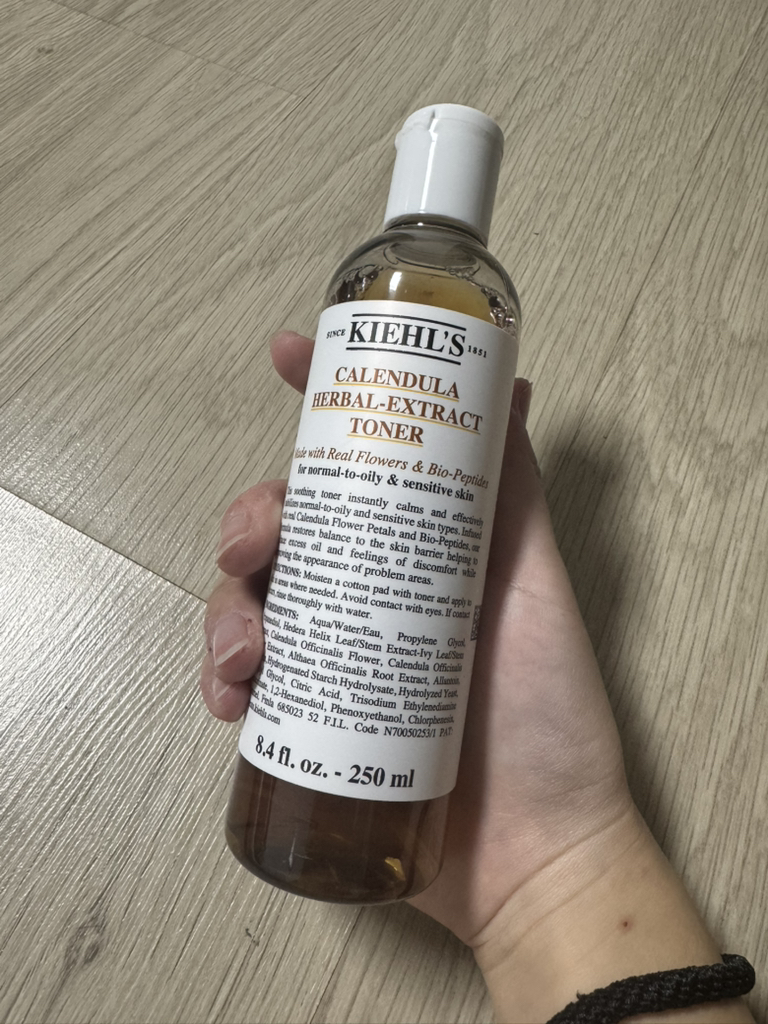 SINCE KIEHL'S 1851
CALENDULA
HERBAL-EXTRACT
TONER
Made with Real Flowers & Bio-Peptides
for normal-to-oily & sensitive skin
soothing toner instantly calms and effectively
normal-to-oily and sensitive skin types. Infused
real Calendula Flower Petals and Bio-Peptides, our
restores balance to the skin barrier helping to
excess oil and feelings of discomfort while
the appearance of problem areas.
Moisten a cotton pad with toner and apply to
areas where needed. Avoid contact with eyes. If contact
rinse thoroughly with water.
Aqua/Water/Eau, Propylene Glycol,
Hedera Helix Leaf/Stem Extract-Ivy Leaf/Stem
Calendula Officinalis Flower, Calendula Officinalis
Extract, Althaea Officinalis Root Extract, Allantoin,
Hydrogenated Starch Hydrolysate, Hydrolyzed Yeast,
Glycol, Citric Acid, Trisodium Ethylenediamine
1,2-Hexanediol, Phenoxyethanol, Chlorphenesin,
Fmla 685023 52 F.I.L. Code N70050253/1 PAT:
8.4 fl. oz. - 250 ml